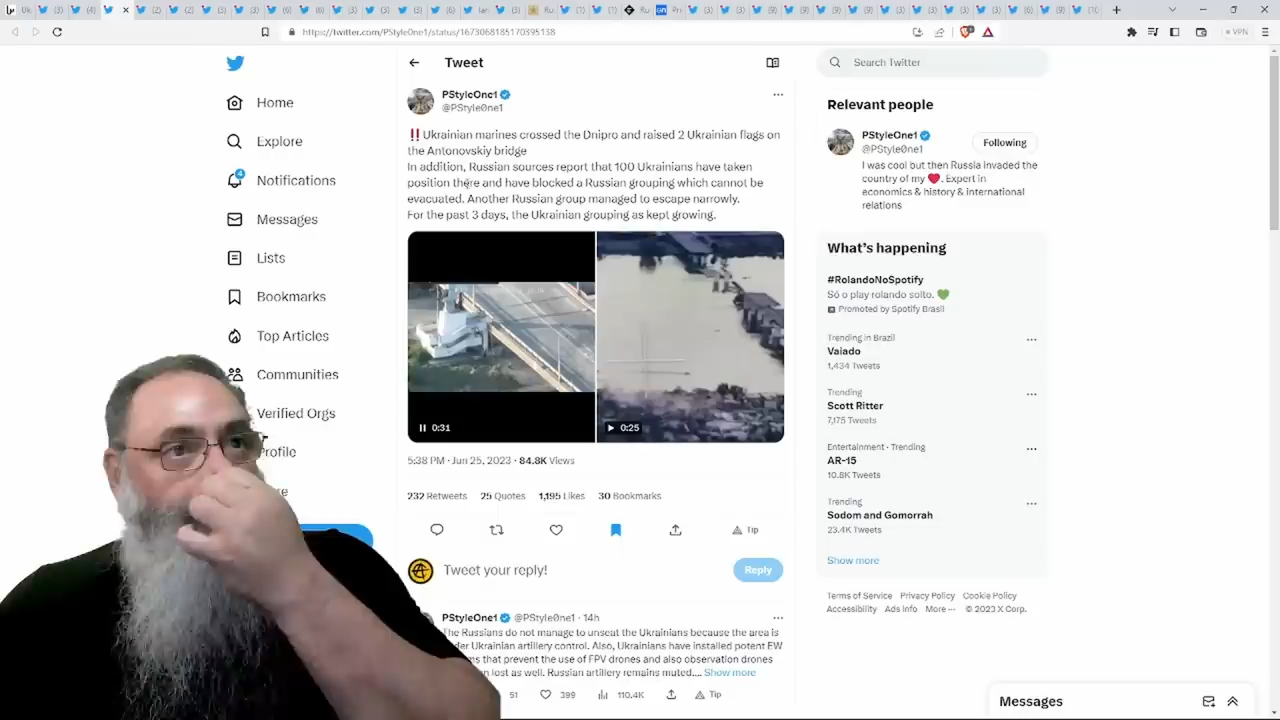 https://twitter.com/PStyle0ne1/status/1673068185170395138
VPN
Home
Explore
4
Notifications
Messages
Lists
Bookmarks
Top Articles
Communities
Verified Orgs
Profile
Tweet
PStyleOne1
@PStyle0ne1
‼️Ukrainian marines crossed the Dnipro and raised 2 Ukrainian flags on
the Antonovskiy bridge
In addition, Russian sources report that 100 Ukrainians have taken
position there and have blocked a Russian grouping which cannot be
evacuated. Another Russian group managed to escape narrowly.
For the past 3 days, the Ukrainian grouping as kept growing.
0:31
0:25
5:38 PM · Jun 25, 2023 · 84.8K Views
232 Retweets 25 Quotes 1,195 Likes 30 Bookmarks
Tip
Tweet your reply!
Reply
PStyleOne1 @PStyle0ne1 · 14h
The Russians do not manage to unseat the Ukrainians because the area is
Ukrainian artillery control. Also, Ukrainians have installed potent EW
that prevent the use of FPV drones and also observation drones
lost as well. Russian artillery remains muted.... Show more
51 399 110.4K Tip
Search Twitter
Relevant people
PStyleOne1
@PStyle0ne1
Following
I was cool but then Russia invaded the
country of my ❤️. Expert in
economics & history & international
relations
What's happening
#RolandoNoSpotify
Só o play rolando solto. 💚
Promoted by Spotify Brasil
Trending in Brazil
Vaiado
1,434 Tweets
Trending
Scott Ritter
7,175 Tweets
Entertainment · Trending
AR-15
10.8K Tweets
Trending
Sodom and Gomorrah
23.4K Tweets
Show more
Terms of Service Privacy Policy Cookie Policy
Accessibility Ads info More ··· © 2023 X Corp.
Messages